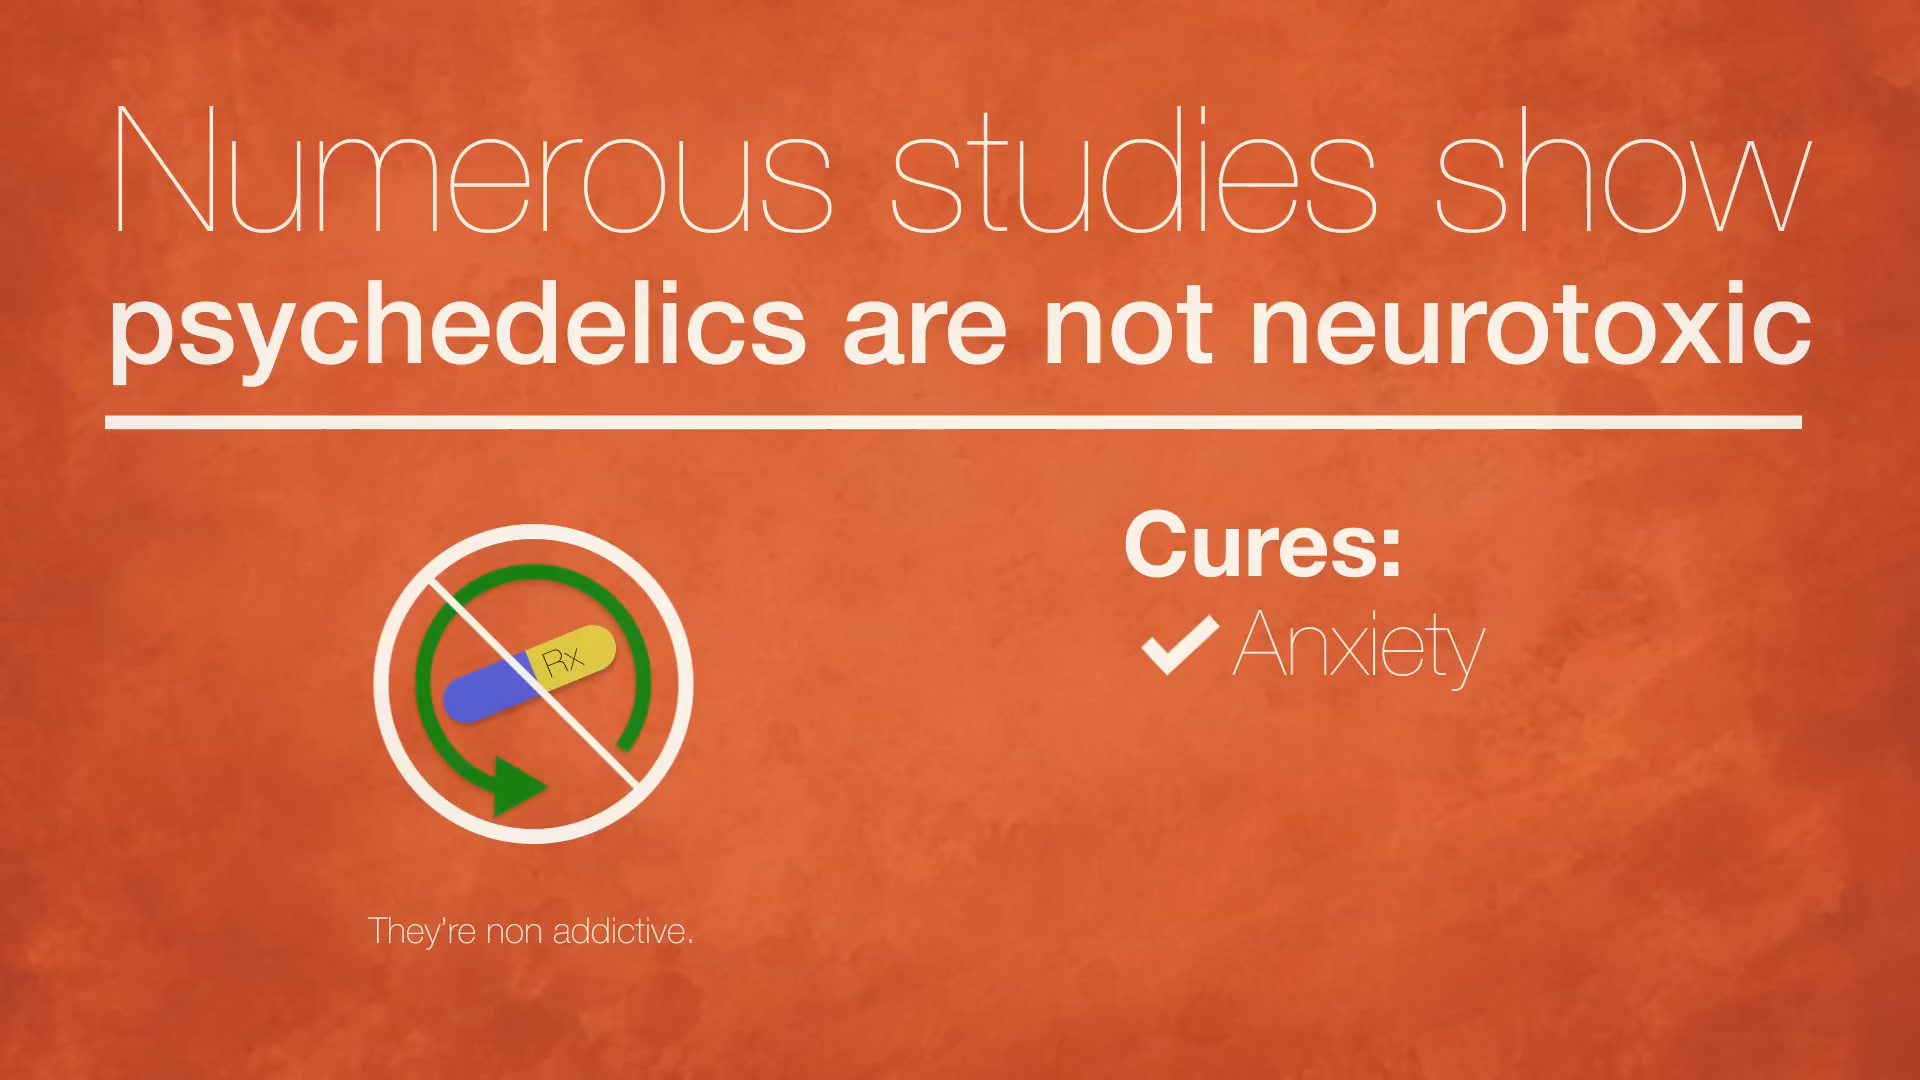 Numerous studies show
psychedelics are not neurotoxic
Rx
Cures:
Anxiety
They're non addictive.